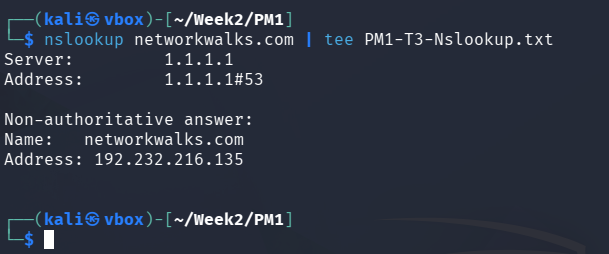 ┌──(kali㉿vbox)-[~/Week2/PM1]
└─$ nslookup networkwalks.com | tee PM1-T3-Nslookup.txt
Server:         1.1.1.1
Address:        1.1.1.1#53

Non-authoritative answer:
Name:   networkwalks.com
Address: 192.232.216.135

┌──(kali㉿vbox)-[~/Week2/PM1]
└─$